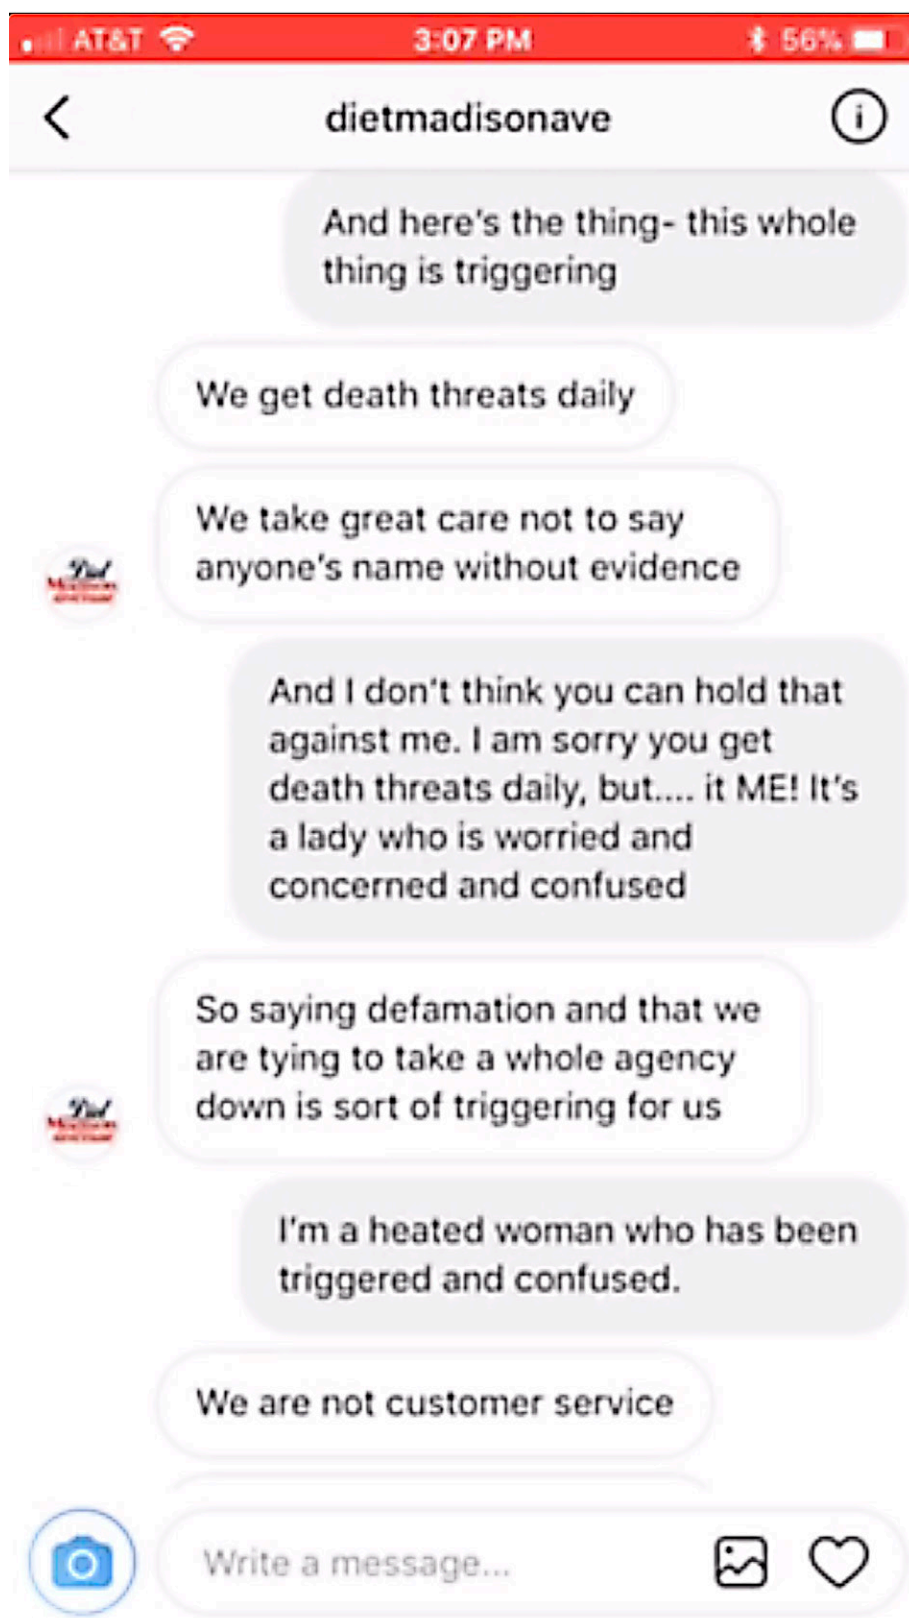 AT&T 3:07 PM 56%
dietmadisonave
And here's the thing- this whole
thing is triggering
We get death threats daily
We take great care not to say
anyone's name without evidence
Diet
Madison
And I don't think you can hold that
against me. I am sorry you get
death threats daily, but.... it ME! It's
a lady who is worried and
concerned and confused
So saying defamation and that we
are tying to take a whole agency
down is sort of triggering for us
Diet
Madison
I'm a heated woman who has been
triggered and confused.
We are not customer service
Write a message...